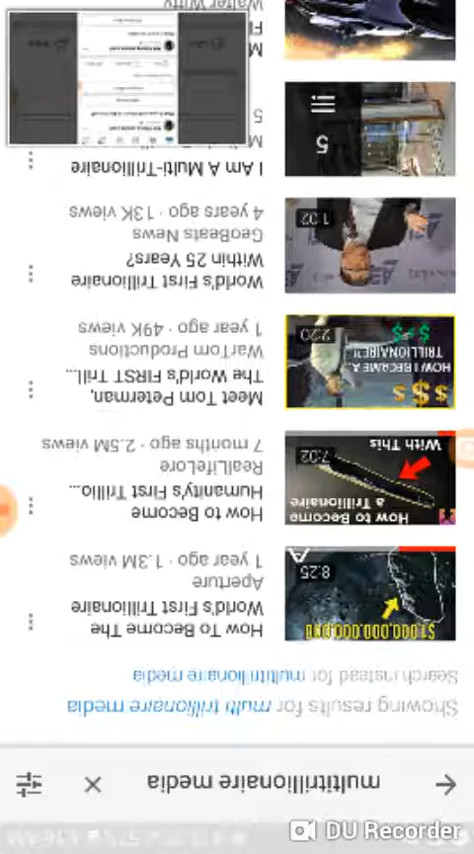 DU Recorder
multitrillionaire media
Showing results for multi trillionaire media
Search instead for multitrillionaire media
$1,000,000,000,000
8:25
How To Become The
World's First Trillionaire
Aperture
1 year ago · 1.3M views
How to Become
a Trillionaire
With This
7:02
How to Become
Humanity's First Trillio...
RealLifeLore
7 months ago · 2.5M views
$$$
HOW I BECAME A...
TRILLIONAIRE?!
$$$
2:20
Meet Tom Peterman,
The World's FIRST Trill...
WarTom Productions
1 year ago · 49K views
1:02
World's First Trillionaire
Within 25 Years?
GeoBeats News
4 years ago · 13K views
5
I Am A Multi-Trillionaire
Walter Witty